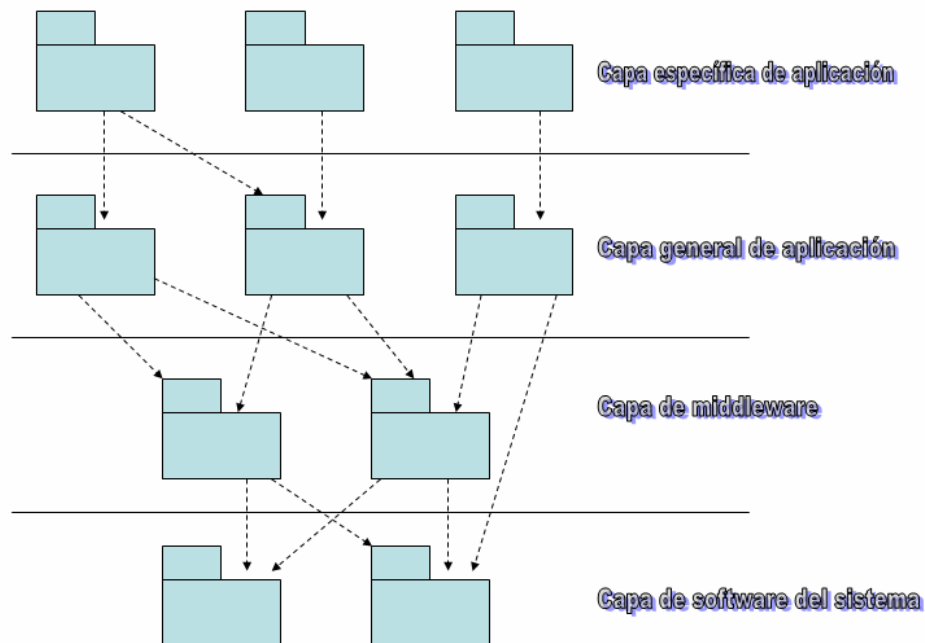 Capa específica de aplicación
Capa general de aplicación
Capa de middleware
Capa de software del sistema